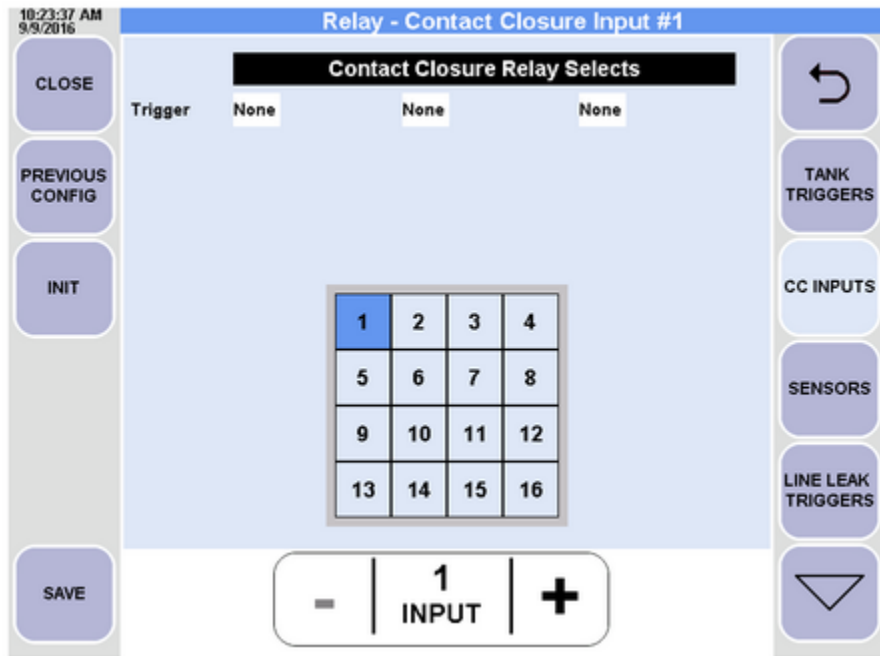 10:23:37 AM
9/9/2016
Relay - Contact Closure Input #1
CLOSE
Contact Closure Relay Selects
Trigger None None None
PREVIOUS
CONFIG
TANK
TRIGGERS
INIT
CC INPUTS
1 2 3 4
5 6 7 8
SENSORS
9 10 11 12
13 14 15 16
LINE LEAK
TRIGGERS
SAVE
- 1 +
INPUT